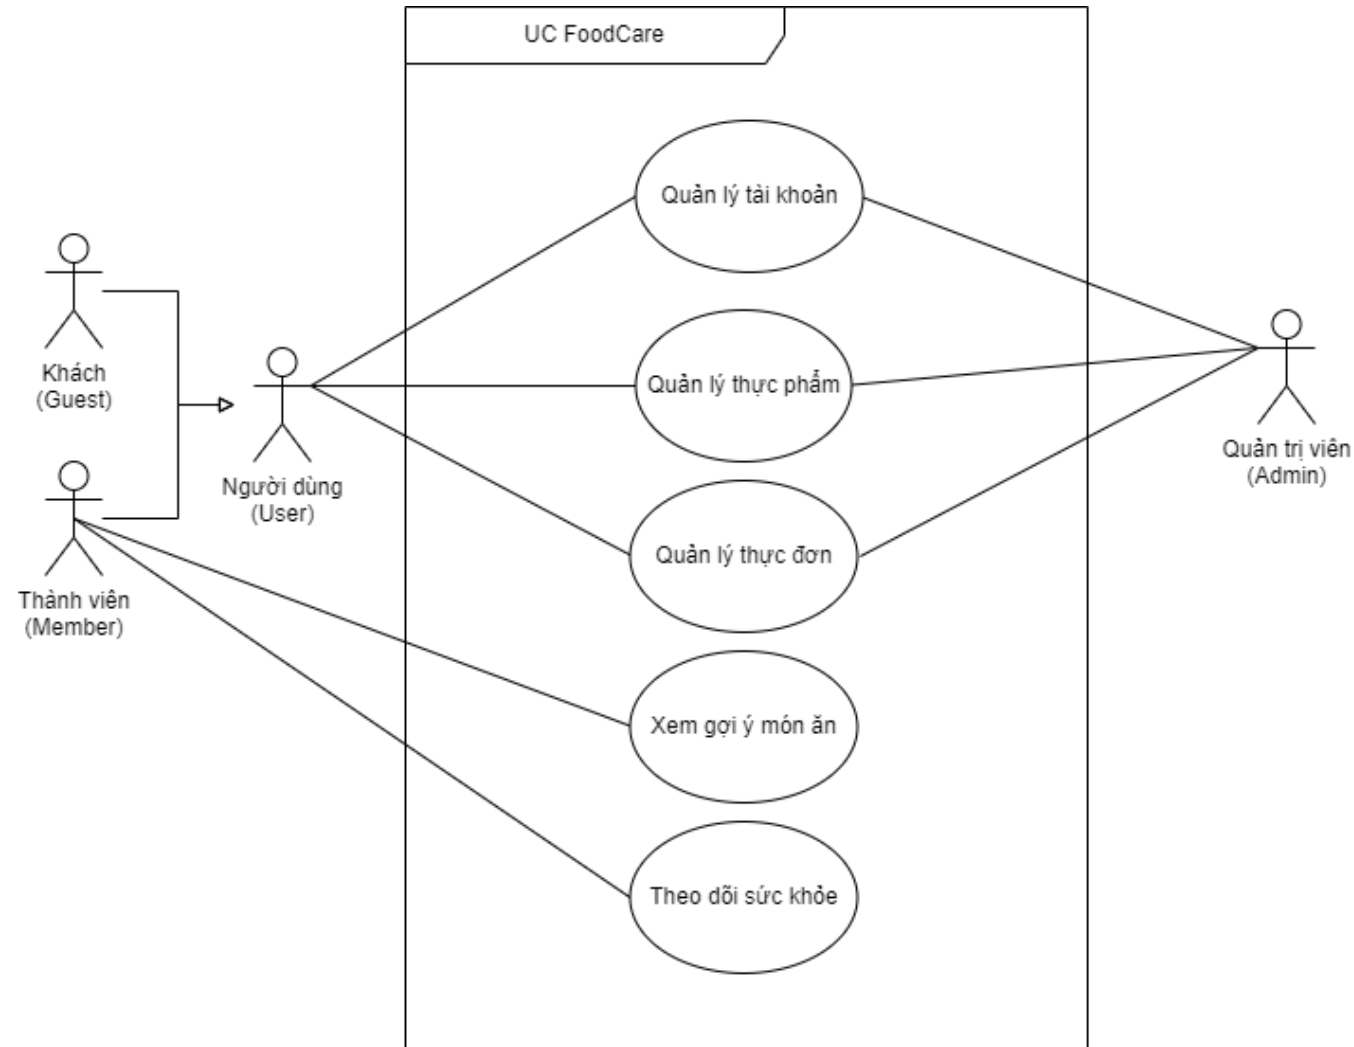 UC FoodCare
Quản lý tài khoản
Khách
(Guest)
Quản lý thực phẩm
Người dùng
(User)
Quản trị viên
(Admin)
Quản lý thực đơn
Thành viên
(Member)
Xem gợi ý món ăn
Theo dõi sức khỏe